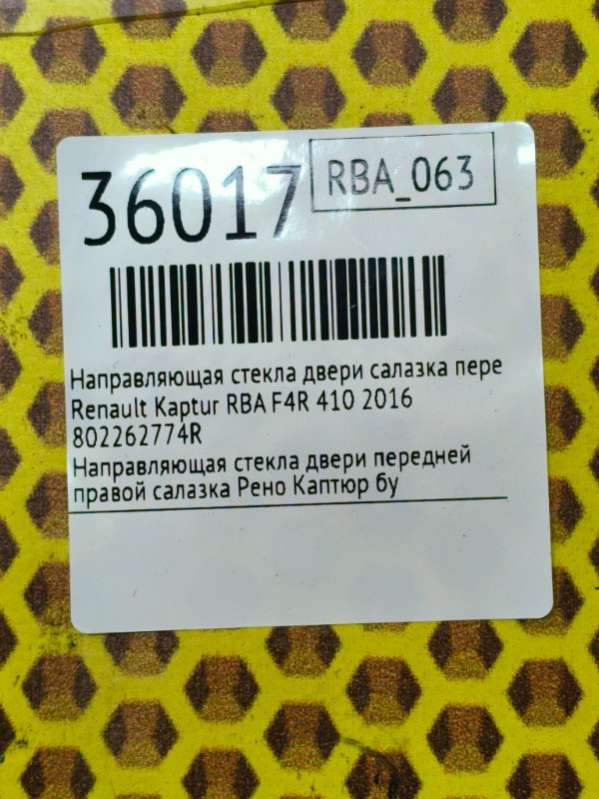 36017
RBA_063
Направляющая стекла двери салазка пере
Renault Kaptur RBA F4R 410 2016
802262774R
Направляющая стекла двери передней
правой салазка Рено Каптюр бу